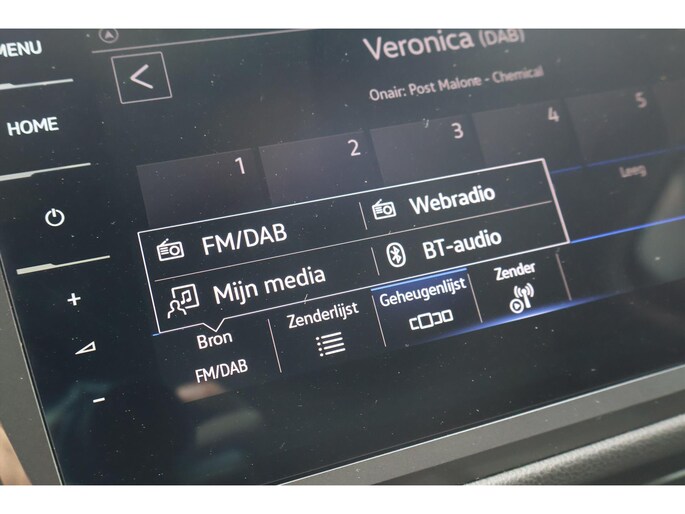 MENU
HOME
Veronica (DAB)
Onair: Post Malone - Chemical
1
2
3
4
5
Leeg
FM/DAB
Webradio
Mijn media
BT-audio
Bron
FM/DAB
Zenderlijst
Geheugenlijst
Zender
+
-